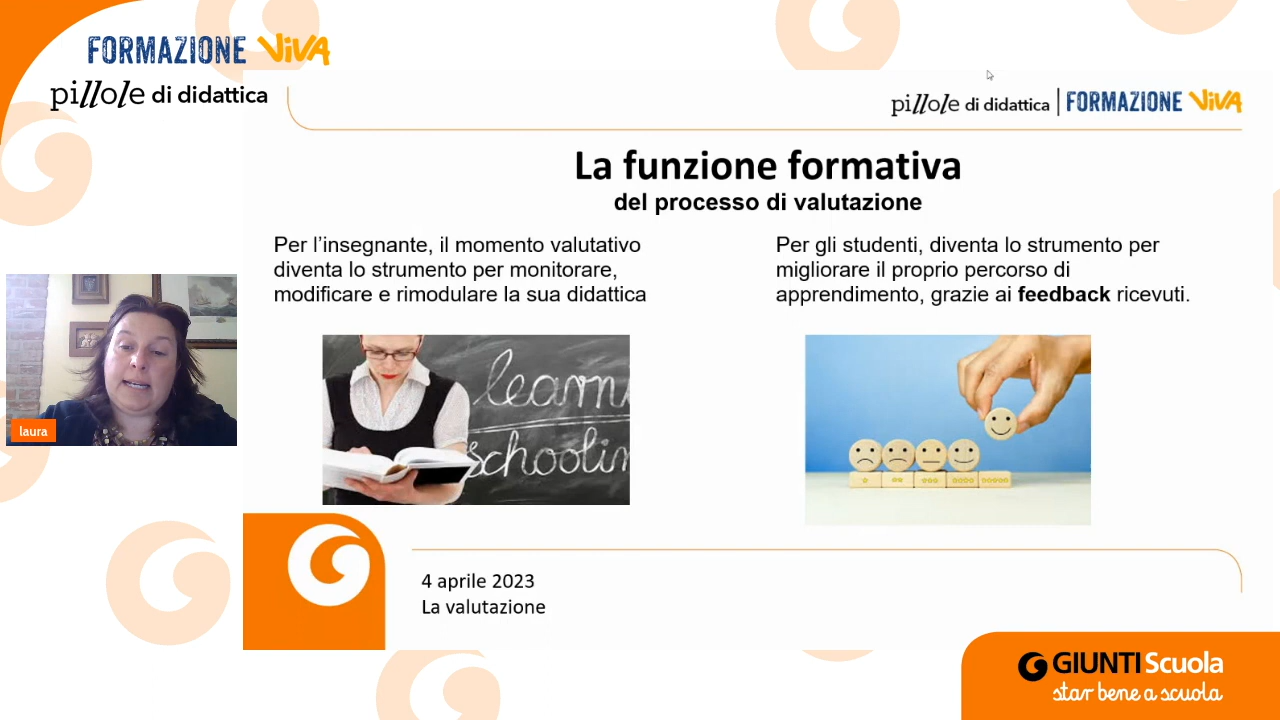 FORMAZIONE VIVA
pillole di didattica
pillole di didattica | FORMAZIONE VIVA
La funzione formativa
del processo di valutazione
Per l’insegnante, il momento valutativo
diventa lo strumento per monitorare,
modificare e rimodulare la sua didattica
Per gli studenti, diventa lo strumento per
migliorare il proprio percorso di
apprendimento, grazie ai feedback ricevuti.
learn
schoolin
laura
4 aprile 2023
La valutazione
GIUNTI Scuola
star bene a scuola